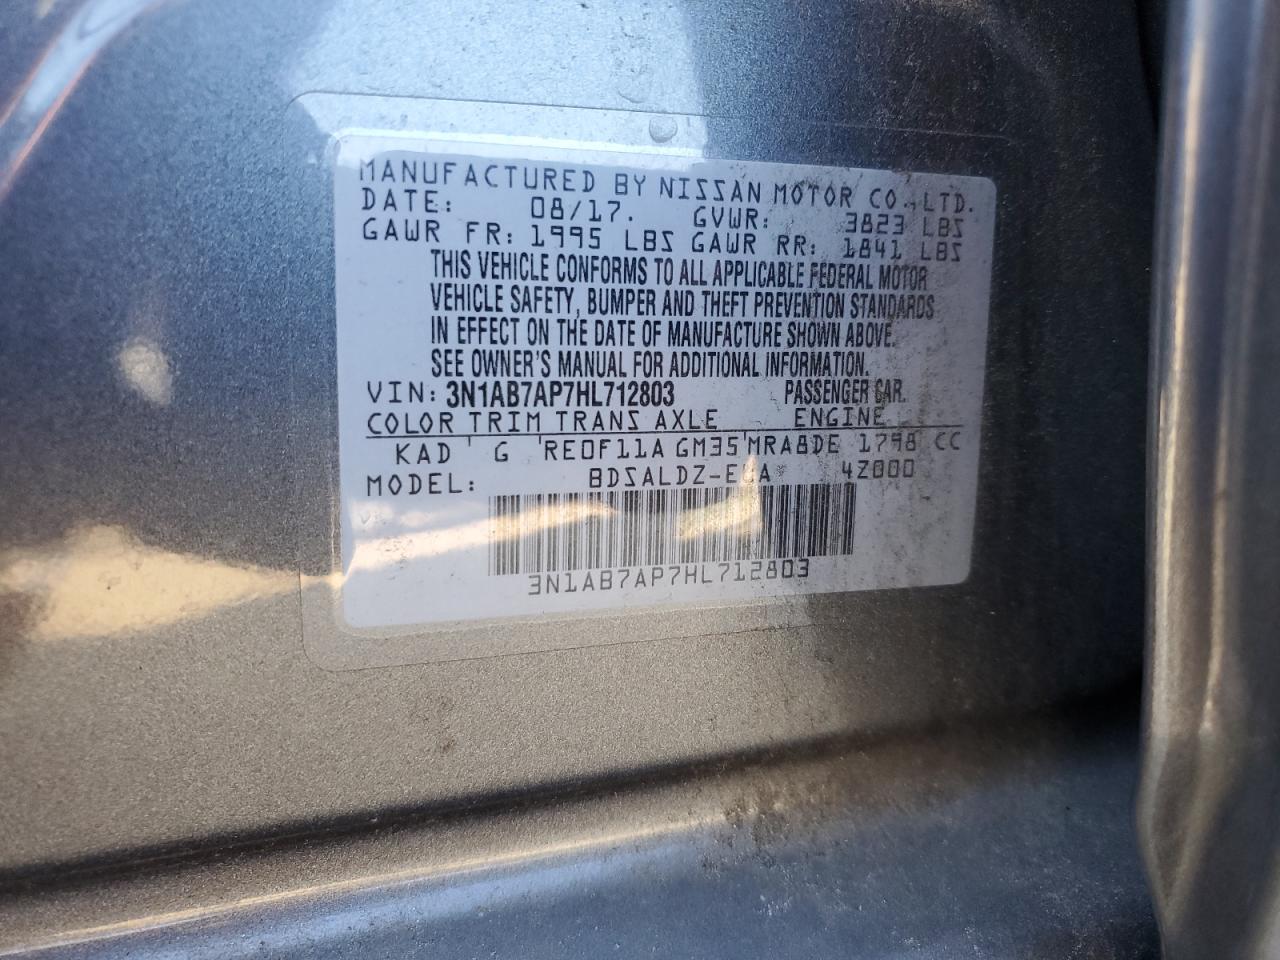 MANUFACTURED BY NISSAN MOTOR CO.,LTD.
DATE: 08/17. GVWR: 3823 LBS
GAWR FR: 1995 LBS GAWR RR: 1841 LBS
THIS VEHICLE CONFORMS TO ALL APPLICABLE FEDERAL MOTOR
VEHICLE SAFETY, BUMPER AND THEFT PREVENTION STANDARDS
IN EFFECT ON THE DATE OF MANUFACTURE SHOWN ABOVE.
SEE OWNER'S MANUAL FOR ADDITIONAL INFORMATION.
VIN: 3N1AB7AP7HL712803 PASSENGER CAR.
COLOR TRIM TRANS AXLE ENGINE
KAD G RE0F11A GM35 MRA8DE 1798 CC
MODEL: 4Z000
3N1AB7AP7HL712803